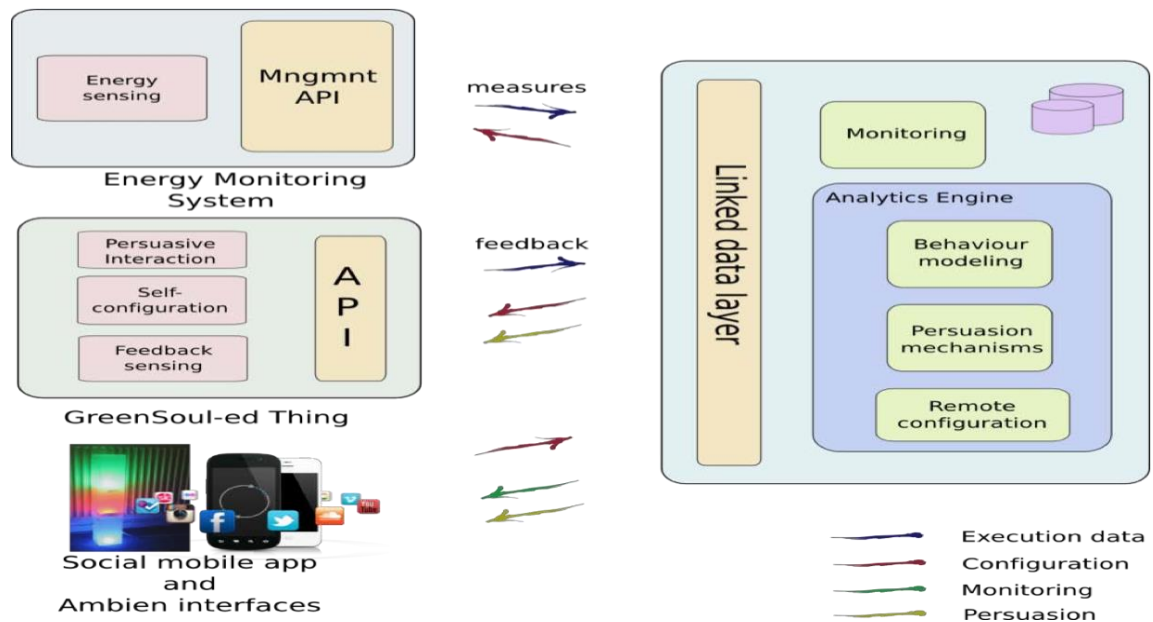 Energy
sensing
Mngmnt
API
Energy Monitoring
System
measures
Persuasive
Interaction
Self-
configuration
Feedback
sensing
A
P
I
GreenSoul-ed Thing
feedback
Social mobile app
and
Ambien interfaces
Linked data layer
Monitoring
Analytics Engine
Behaviour
modeling
Persuasion
mechanisms
Remote
configuration
Execution data
Configuration
Monitoring
Persuasion
You
Tube